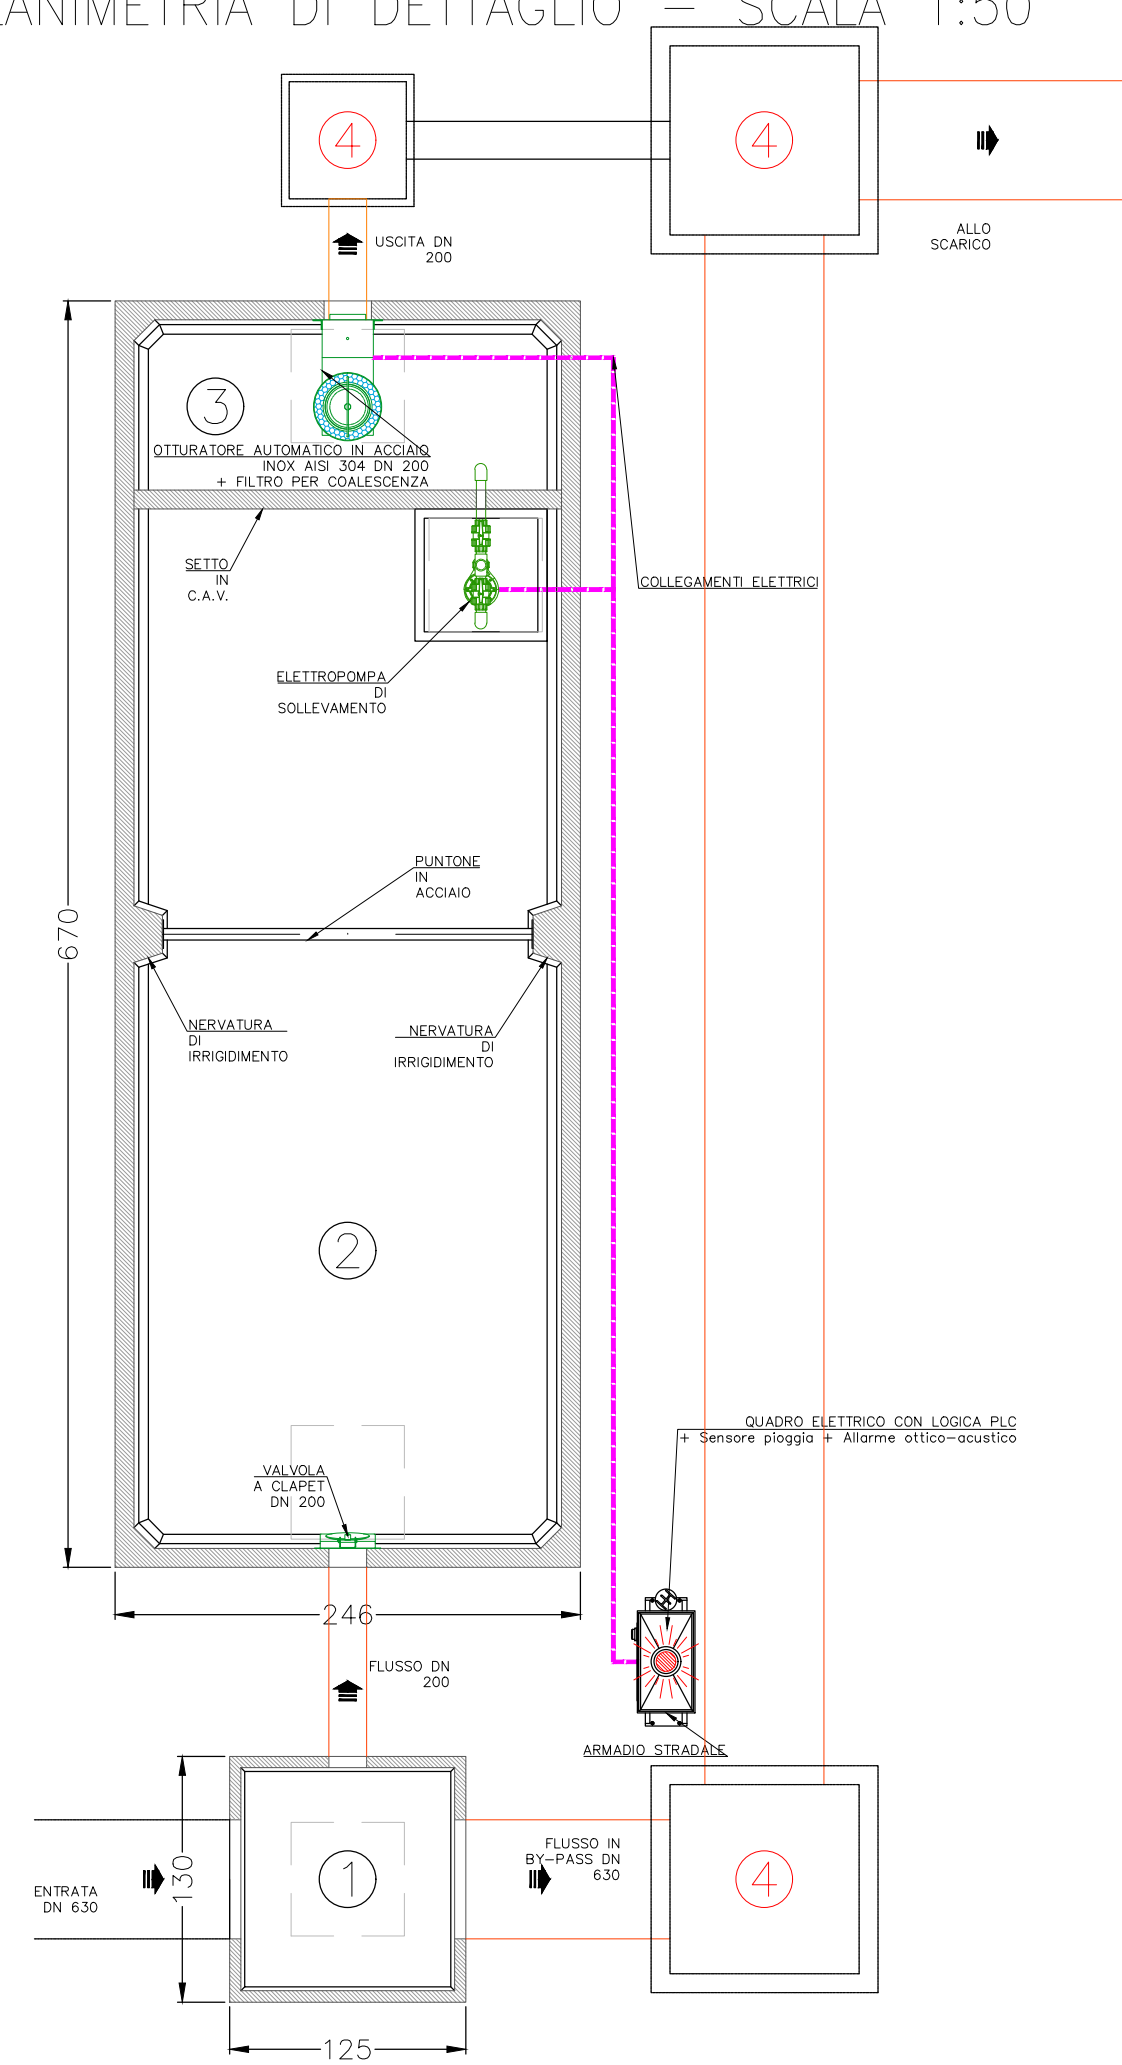 PLANIMETRIA DI DETTAGLIO - SCALA 1:50
4
4
USCITA DN
200
ALLO
SCARICO
3
OTTURATORE AUTOMATICO IN ACCIAIO
INOX AISI 304 DN 200
+ FILTRO PER COALESCENZA
SETTO
IN
C.A.V.
COLLEGAMENTI ELETTRICI
ELETTROPOMPA
DI
SOLLEVAMENTO
PUNTONE
IN
ACCIAIO
670
NERVATURA
DI
IRRIGIDIMENTO
NERVATURA
DI
IRRIGIDIMENTO
2
QUADRO ELETTRICO CON LOGICA PLC
+ Sensore pioggia + Allarme ottico-acustico
VALVOLA
A CLAPET
DN 200
246
FLUSSO DN
200
ARMADIO STRADALE
130
1
FLUSSO IN
BY-PASS DN
630
4
ENTRATA
DN 630
125